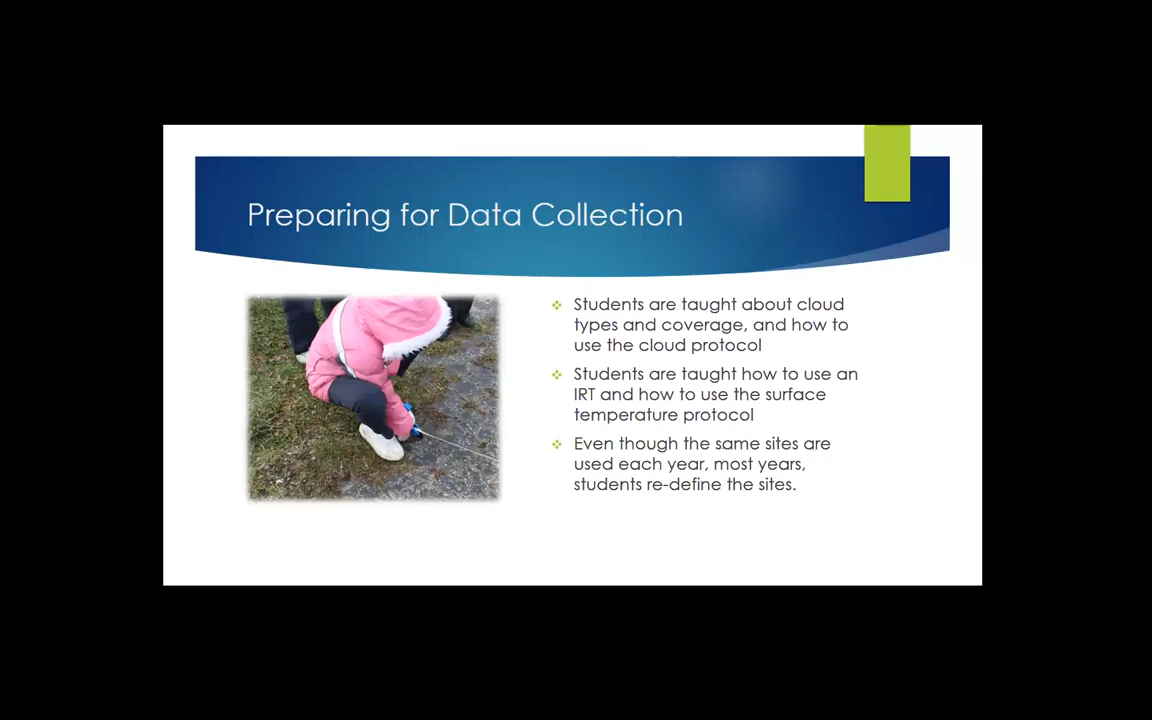 Preparing for Data Collection
Students are taught about cloud
types and coverage, and how to
use the cloud protocol
Students are taught how to use an
IRT and how to use the surface
temperature protocol
Even though the same sites are
used each year, most years,
students re-define the sites.